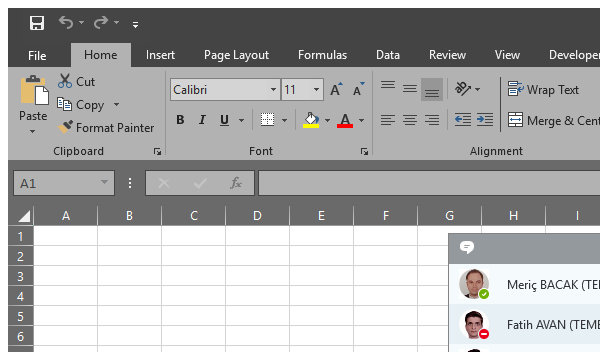 File Home Insert Page Layout Formulas Data Review View Developer
Paste
Cut
Copy
Format Painter
Clipboard
Calibri 11 A A
B I U A
Font
Wrap Text
Merge & Cent
Alignment
A1 fx
A B C D E F G H I
1
2
3
Meriç BACAK (TEM
4
5
Fatih AVAN (TEME
6